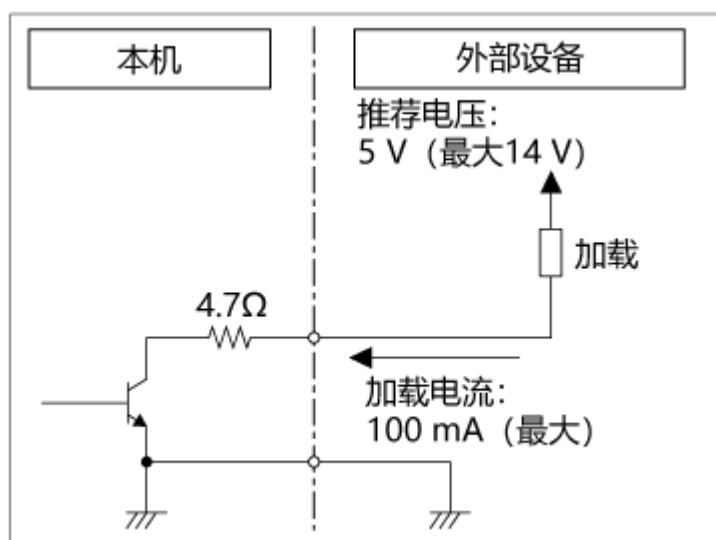 本机
外部设备
推荐电压：
5 V（最大14 V）
加载
4.7Ω
加载电流：
100 mA（最大）